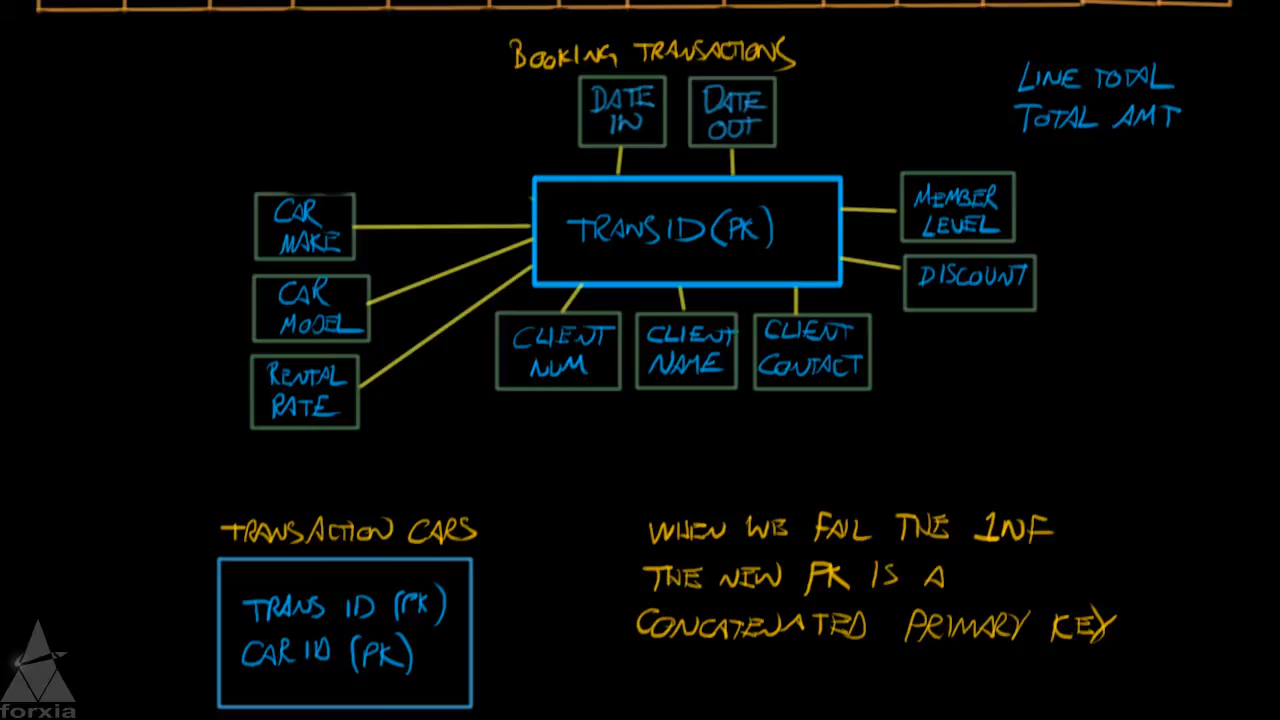 BOOKING TRANSACTIONS
DATE
IN
DATE
OUT
LINE TOTAL
TOTAL AMT
TRANS ID (PK)
MEMBER
LEVEL
DISCOUNT
CAR
MAKE
CAR
MODEL
RENTAL
RATE
CLIENT
NUM
CLIENT
NAME
CLIENT
CONTACT
TRANSACTION CARS
TRANS ID (PK)
CAR ID (PK)
WHEN WE FAIL THE 1NF
THE NEW PK IS A
CONCATENATED PRIMARY KEY
forxia